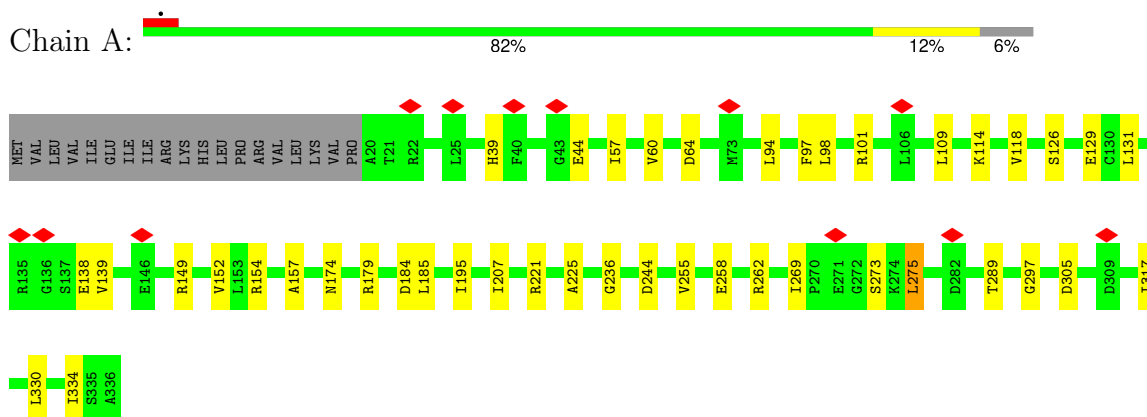 Chain A:
82% 12% 6%
MET VAL LEU VAL ILE GLU ILE ILE ARG LYS HIS LEU PRO ARG VAL LEU LYS VAL PRO A20 T21 R22 L25 H39 F40 G43 E44 I57 V60 D64 M73 L94 F97 L98 R101 L106 L109 K114 V118 S126 E129 C130 L131
R135 G136 S137 E138 V139 E146 R149 V152 L153 R154 A157 N174 R179 D184 L185 I195 I207 R221 A225 G236 D244 V255 E258 R262 I269 P270 E271 G272 S273 K274 L275 D282 T289 G297 D305 D309 I317
L330 I334 S335 A336